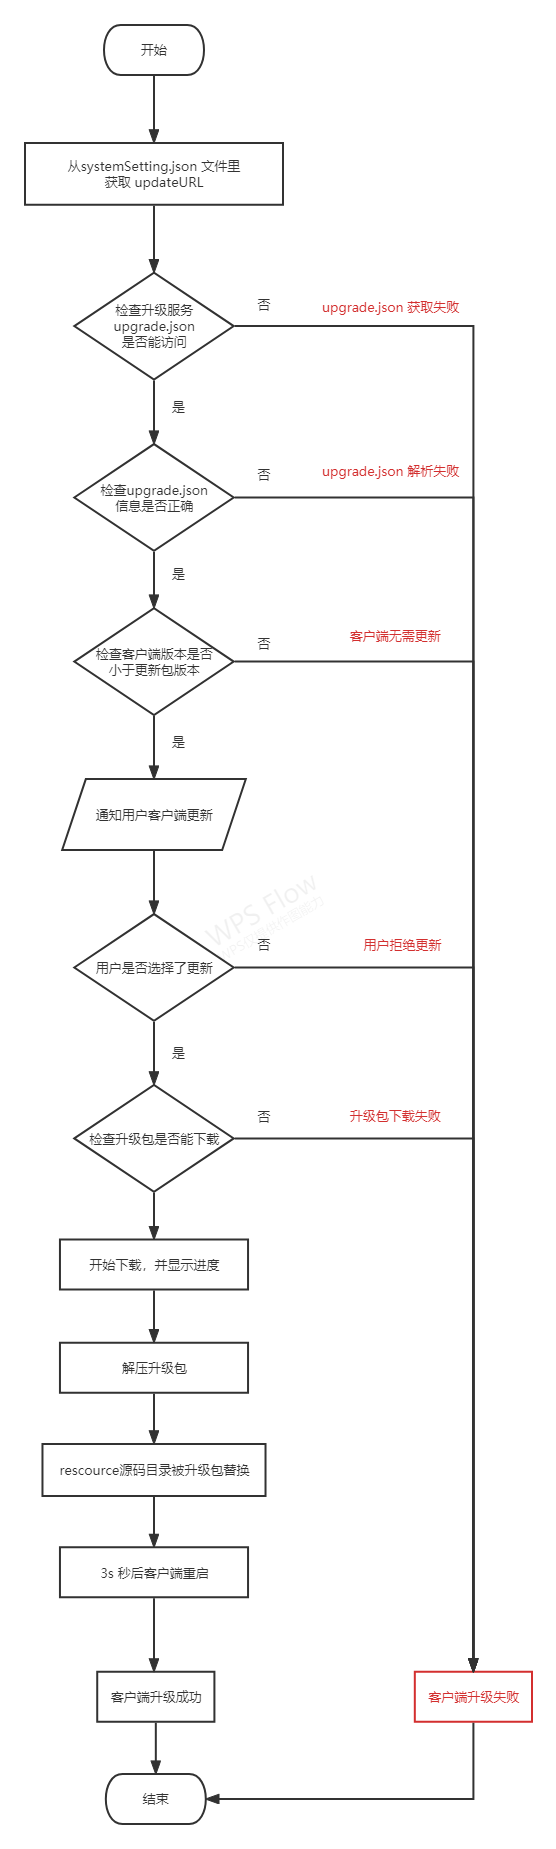 开始
从systemSetting.json 文件里
获取 updateURL
检查升级服务
upgrade.json
是否能访问
否
upgrade.json 获取失败
是
检查upgrade.json
信息是否正确
否
upgrade.json 解析失败
是
检查客户端版本是否
小于更新包版本
否
客户端无需更新
是
通知用户客户端更新
WPS Flow
用户是否选择了更新
否
用户拒绝更新
是
检查升级包是否能下载
否
升级包下载失败
开始下载，并显示进度
解压升级包
rescource源码目录被升级包替换
3s 秒后客户端重启
客户端升级成功
客户端升级失败
结束